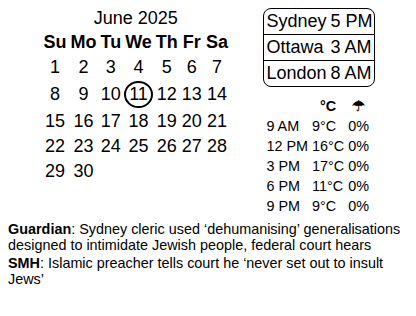 June 2025
Su Mo Tu We Th Fr Sa
1 2 3 4 5 6 7
8 9 10 11 12 13 14
15 16 17 18 19 20 21
22 23 24 25 26 27 28
29 30
Sydney 5 PM
Ottawa 3 AM
London 8 AM
°C ☂
9 AM 9°C 0%
12 PM 16°C 0%
3 PM 17°C 0%
6 PM 11°C 0%
9 PM 9°C 0%
Guardian: Sydney cleric used ‘dehumanising’ generalisations
designed to intimidate Jewish people, federal court hears
SMH: Islamic preacher tells court he ‘never set out to insult
Jews’